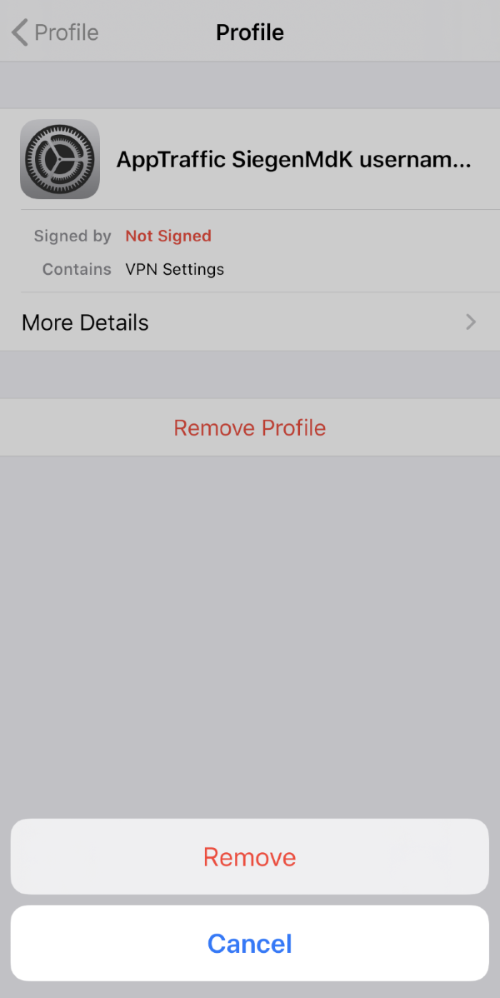 Profile Profile
AppTraffic SiegenMdK usernam...
Signed by Not Signed
Contains VPN Settings
More Details
Remove Profile
Remove
Cancel